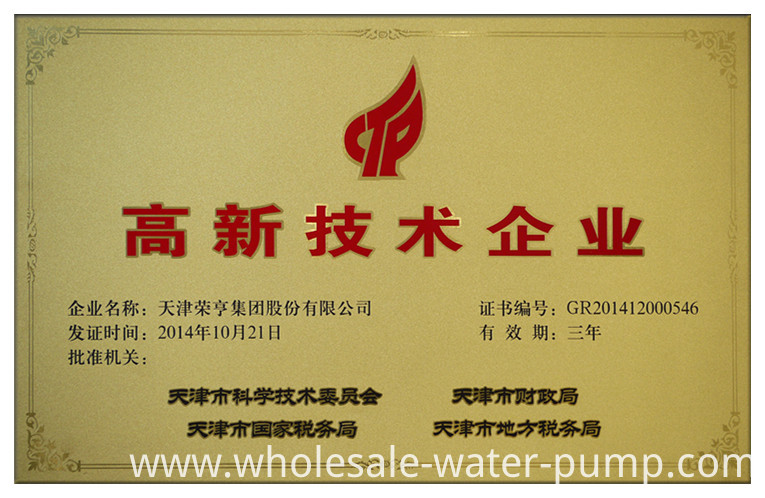 CTP
高新技术企业
企业名称：天津荣亨集团股份有限公司 证书编号：GR201412000546
发证时间：2014年10月21日 有 效 期：三年
批准机关：
天津市科学技术委员会 天津市财政局
天津市国家税务局 天津市地方税务局
www.wholesale-water-pump.com